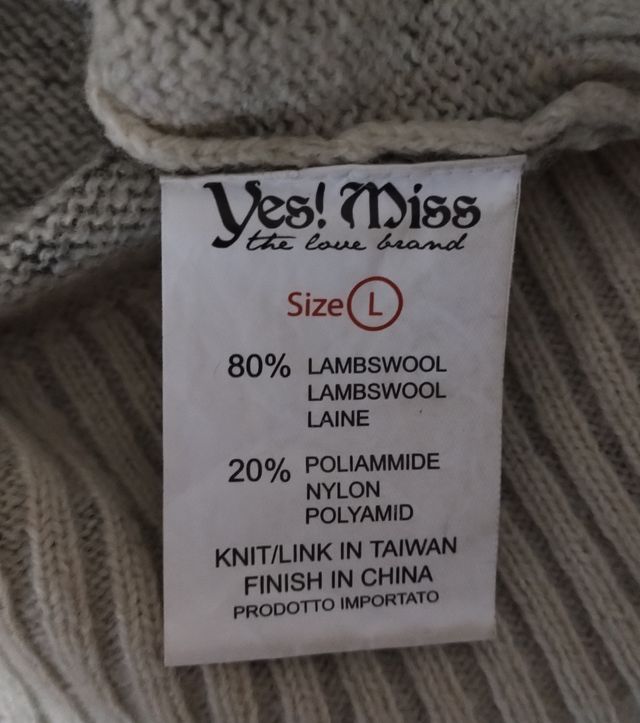 Yes! Miss
the love brand
Size L
80% LAMBSWOOL
LAMBSWOOL
LAINE
20% POLIAMMIDE
NYLON
POLYAMID
KNIT/LINK IN TAIWAN
FINISH IN CHINA
PRODOTTO IMPORTATO